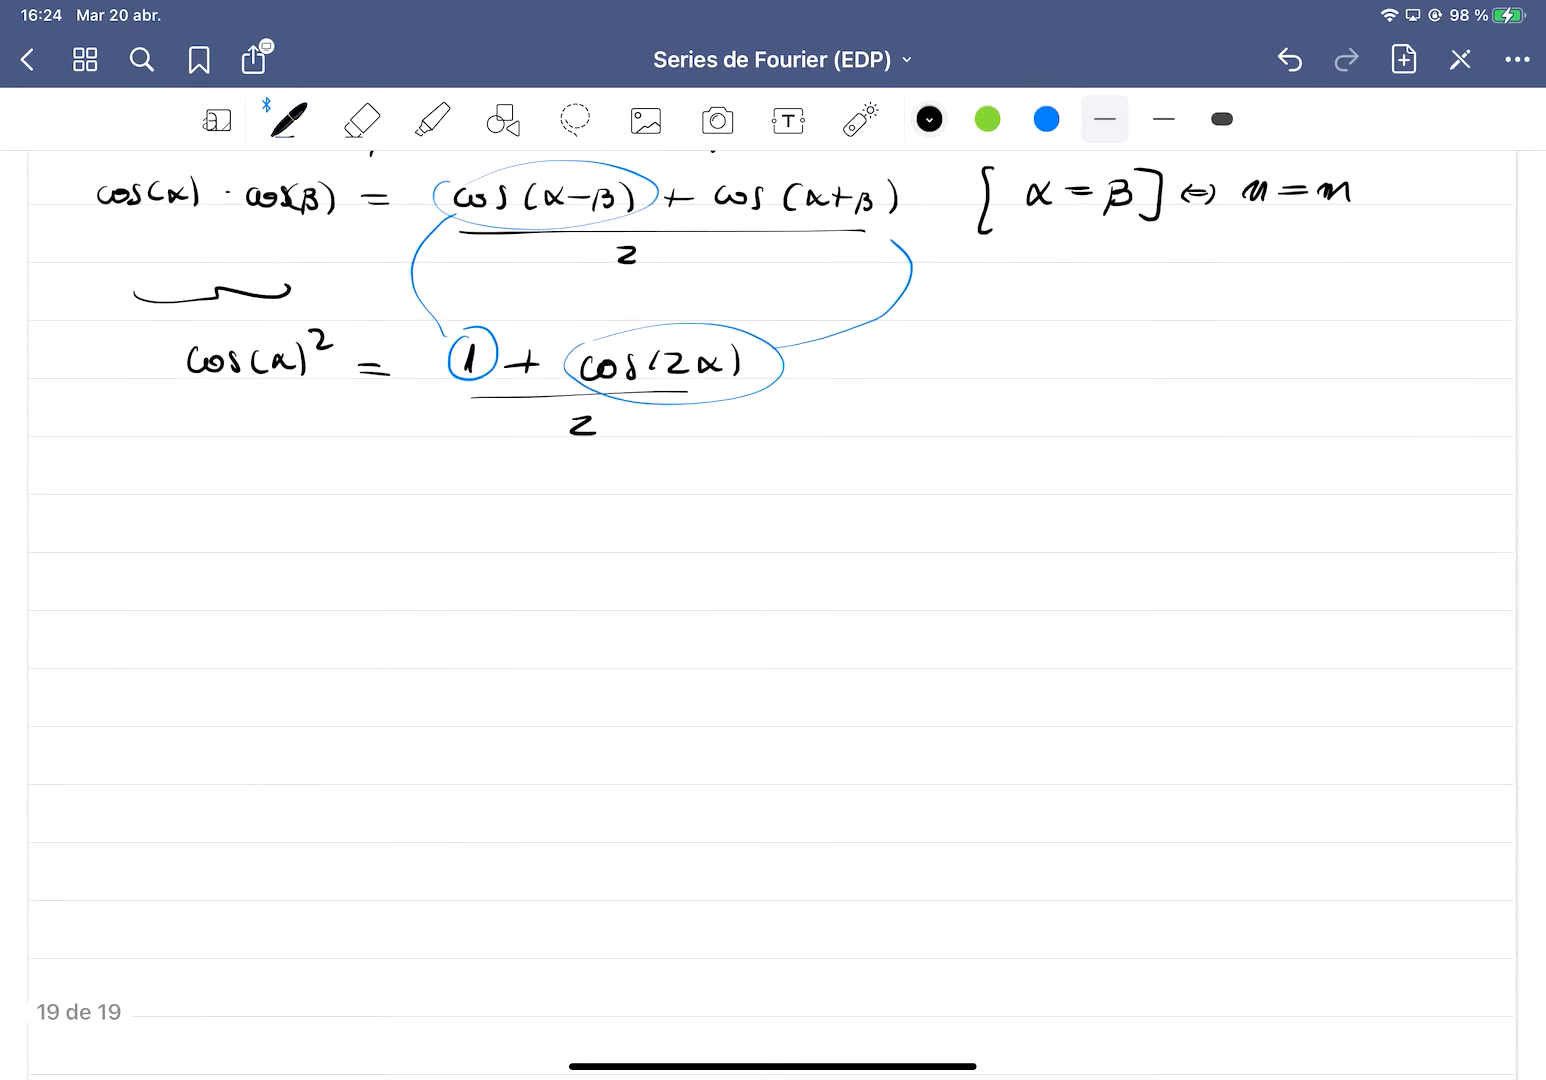 16:24 Mar 20 abr. 98 %
Series de Fourier (EDP)
cos(α) · cos(β) = cos(α-β) + cos(α+β) [α = β] ⇔ n = m
2
cos(α)² = 1 + cos(2α)
2
19 de 19